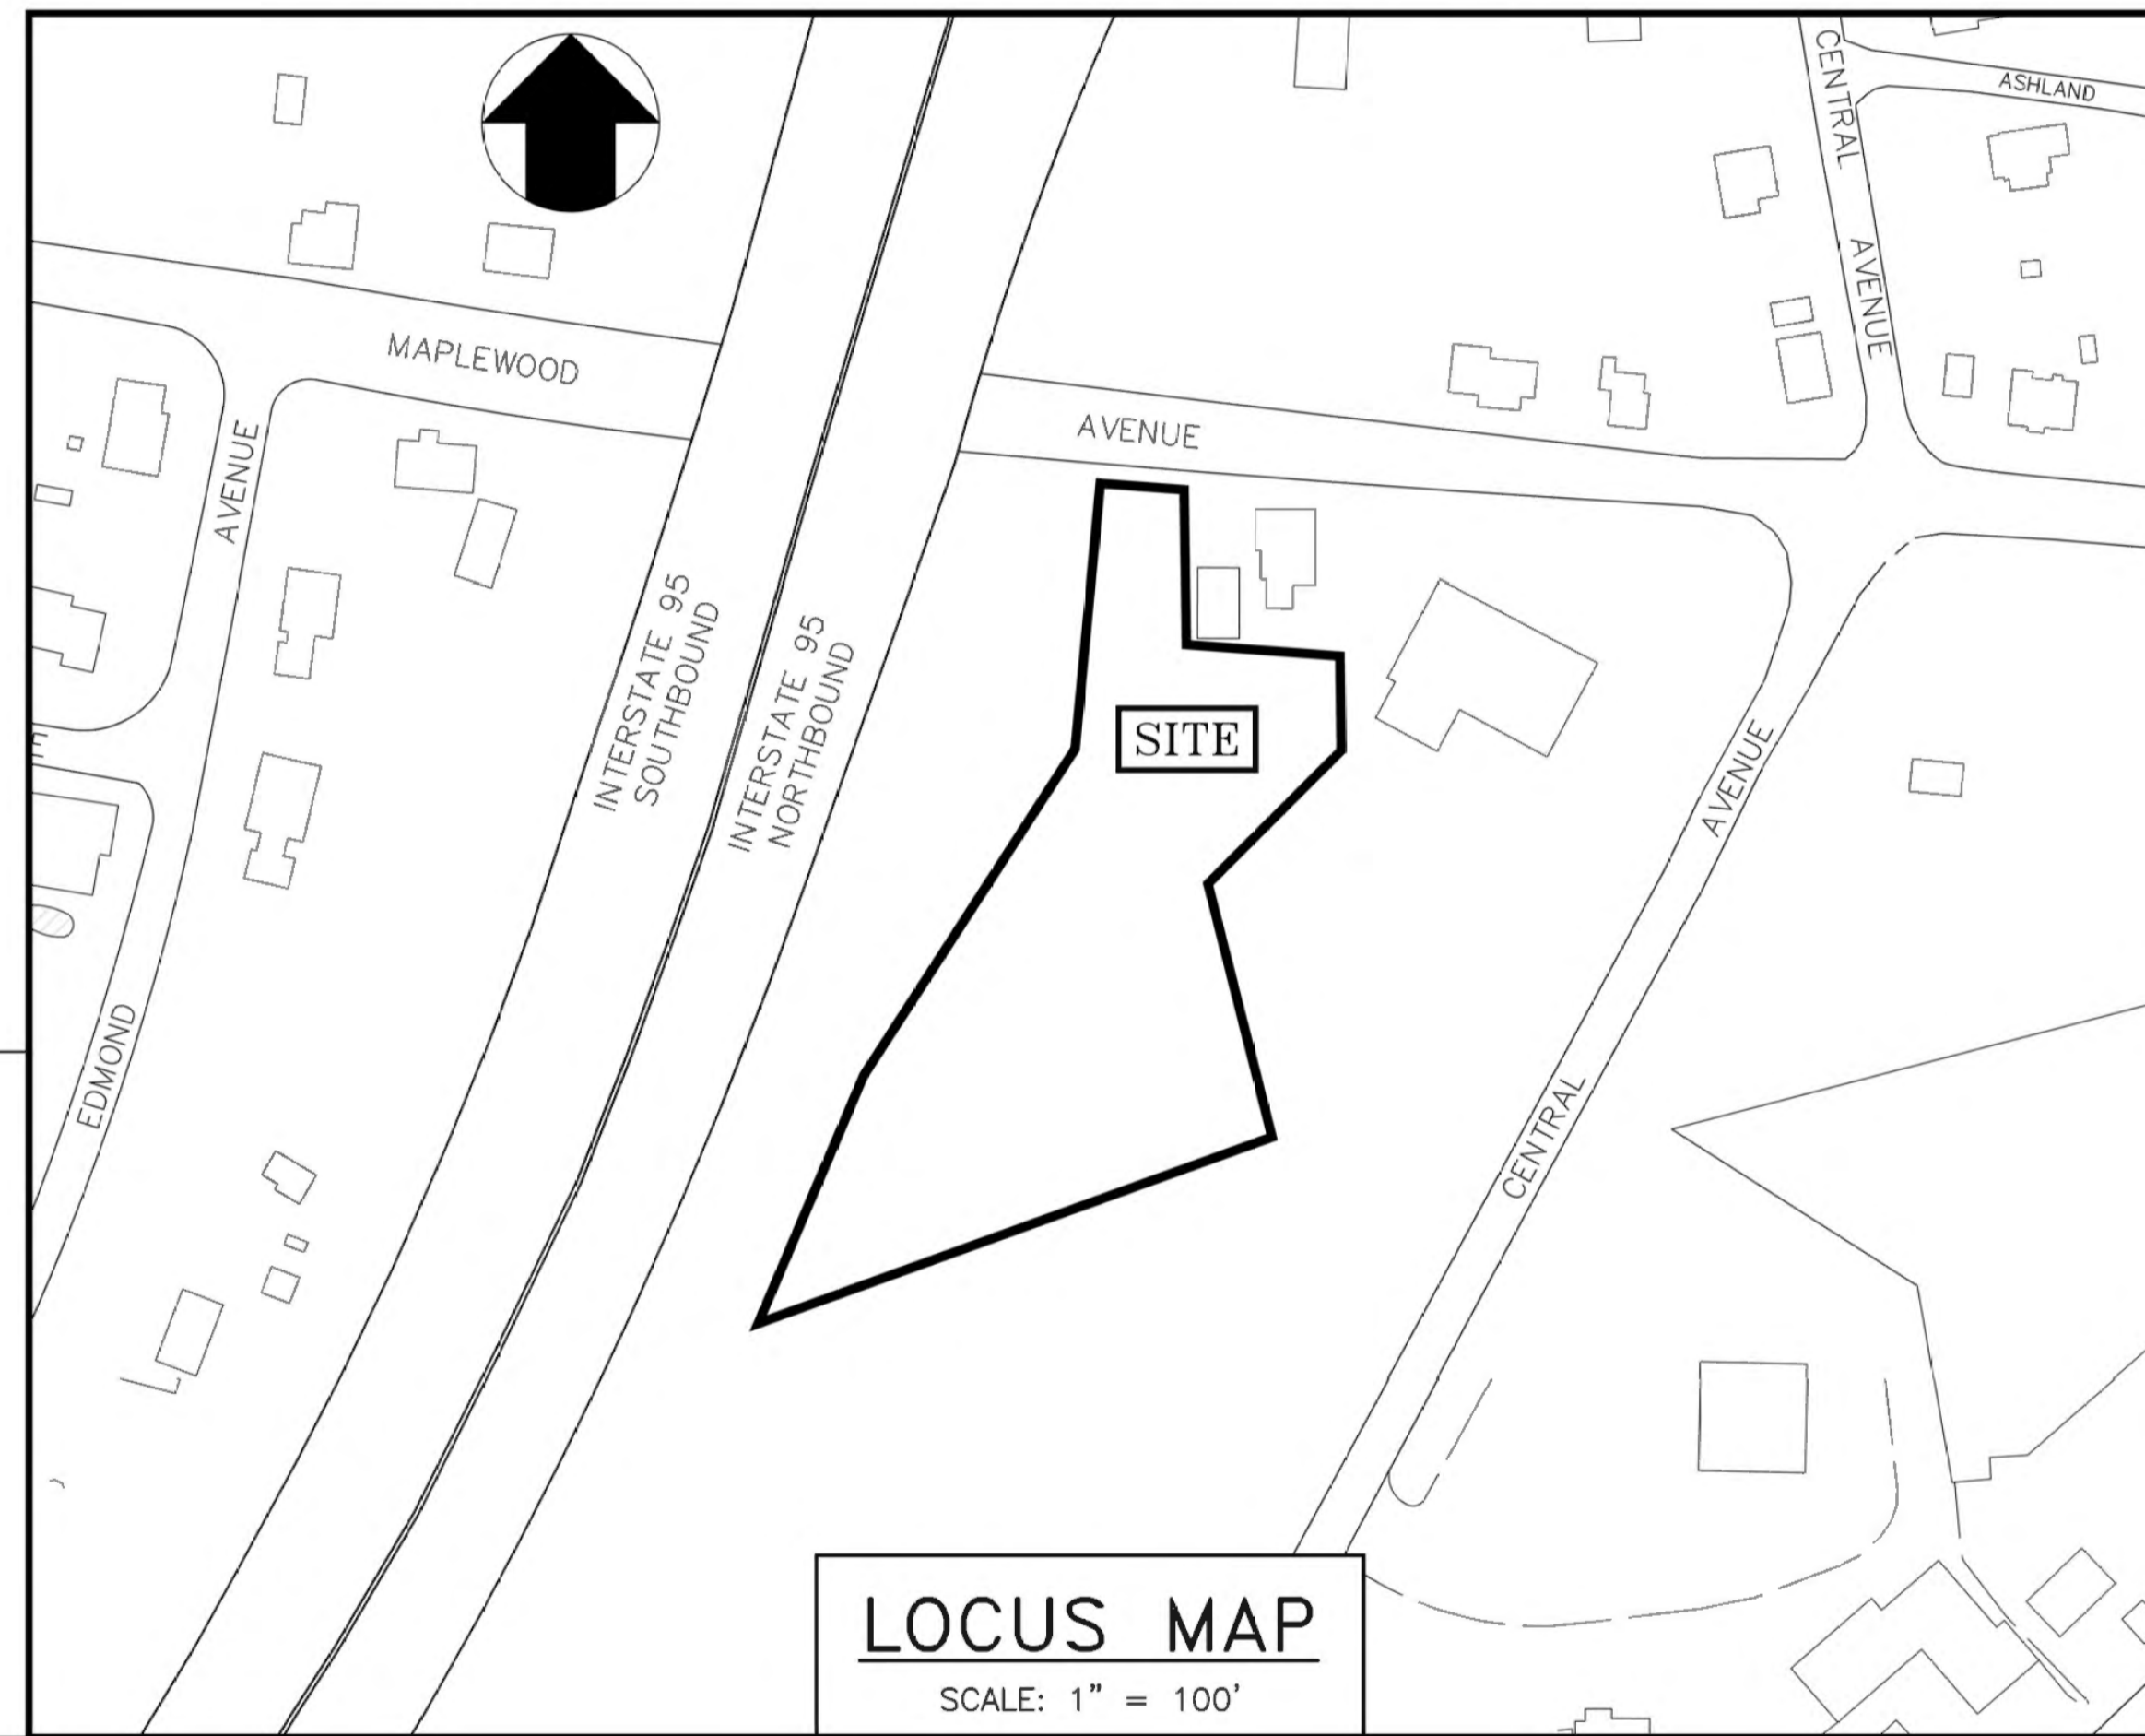 CENTRAL AVENUE
ASHLAND
MAPLEWOOD
AVENUE
AVENUE
INTERSTATE 95
SOUTHBOUND
INTERSTATE 95
NORTHBOUND
SITE
EDMOND
AVENUE
CENTRAL
LOCUS MAP
SCALE: 1" = 100'